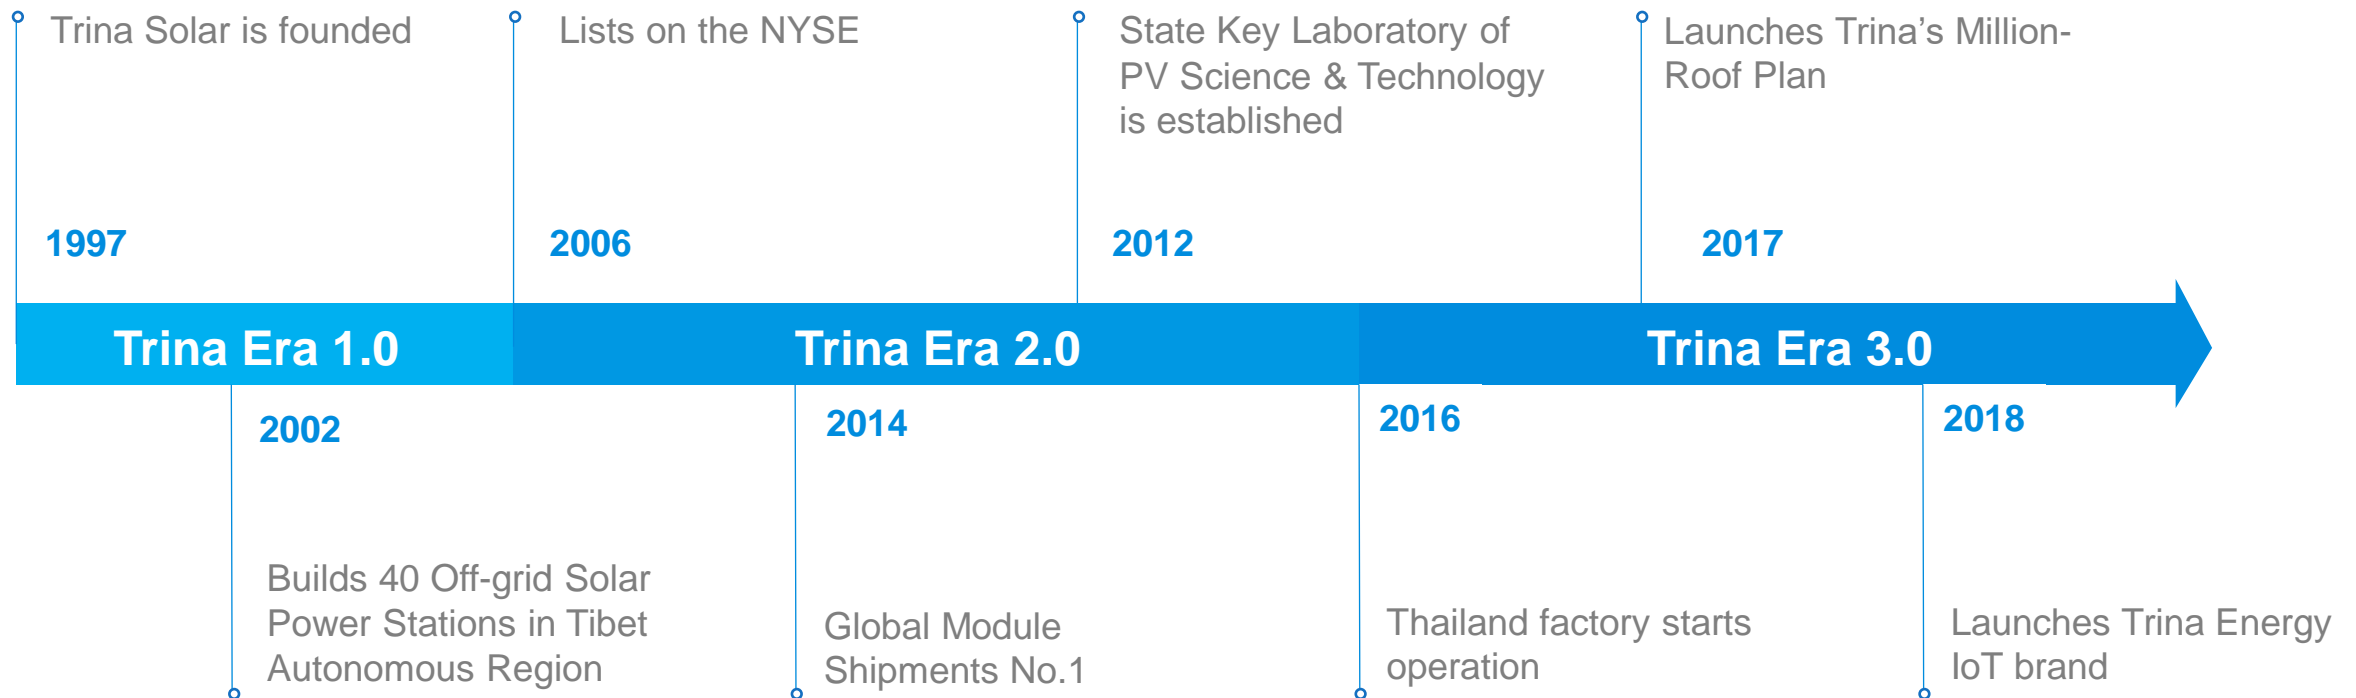 Trina Solar is founded
Lists on the NYSE
State Key Laboratory of
PV Science & Technology
is established
Launches Trina’s Million-
Roof Plan
1997
2006
2012
2017
Trina Era 1.0
Trina Era 2.0
Trina Era 3.0
2002
2014
2016
2018
Builds 40 Off-grid Solar
Power Stations in Tibet
Autonomous Region
Global Module
Shipments No.1
Thailand factory starts
operation
Launches Trina Energy
IoT brand